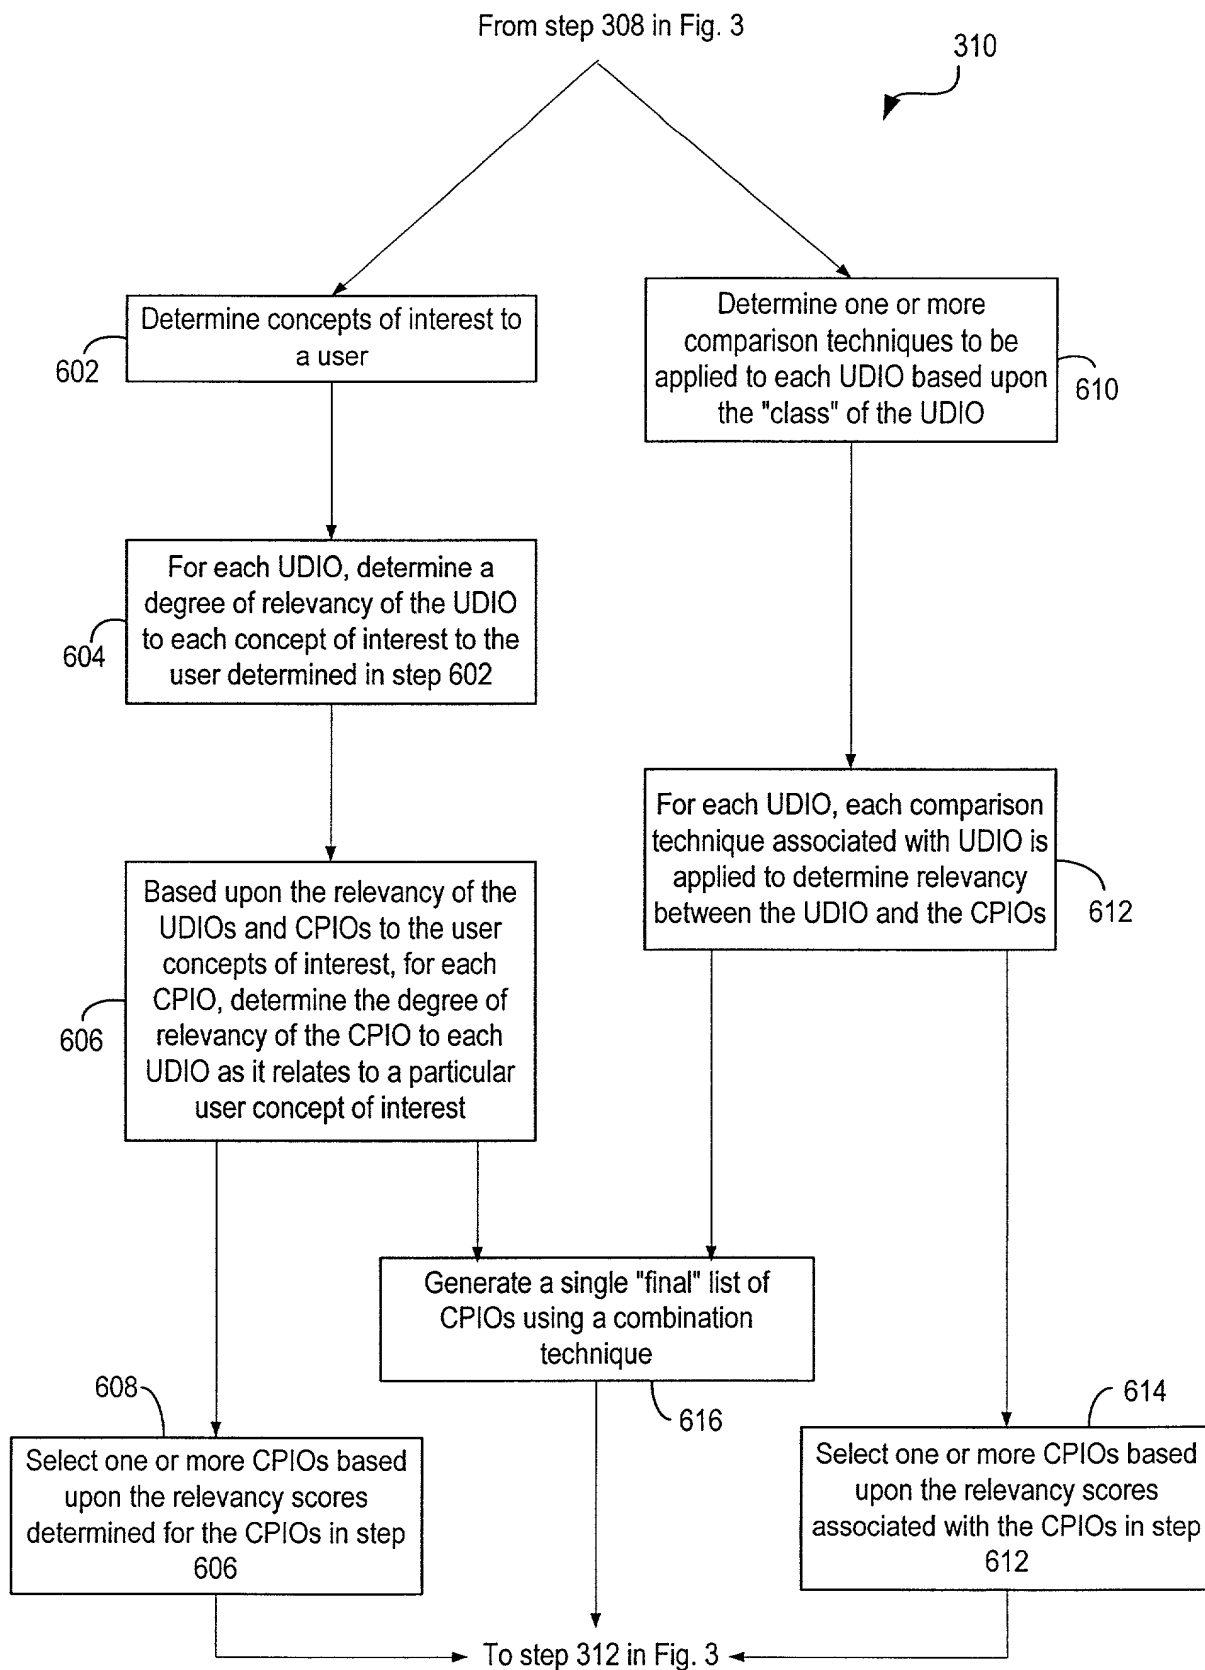 From step 308 in Fig. 3
310
Determine concepts of interest to
a user
602
Determine one or more
comparison techniques to be
applied to each UDIO based upon
the "class" of the UDIO
610
For each UDIO, determine a
degree of relevancy of the UDIO
to each concept of interest to the
user determined in step 602
604
For each UDIO, each comparison
technique associated with UDIO is
applied to determine relevancy
between the UDIO and the CPIOs
612
Based upon the relevancy of the
UDIOs and CPIOs to the user
concepts of interest, for each
CPIO, determine the degree of
relevancy of the CPIO to each
UDIO as it relates to a particular
user concept of interest
606
Generate a single "final" list of
CPIOs using a combination
technique
616
608
Select one or more CPIOs based
upon the relevancy scores
determined for the CPIOs in step
606
614
Select one or more CPIOs based
upon the relevancy scores
associated with the CPIOs in step
612
To step 312 in Fig. 3